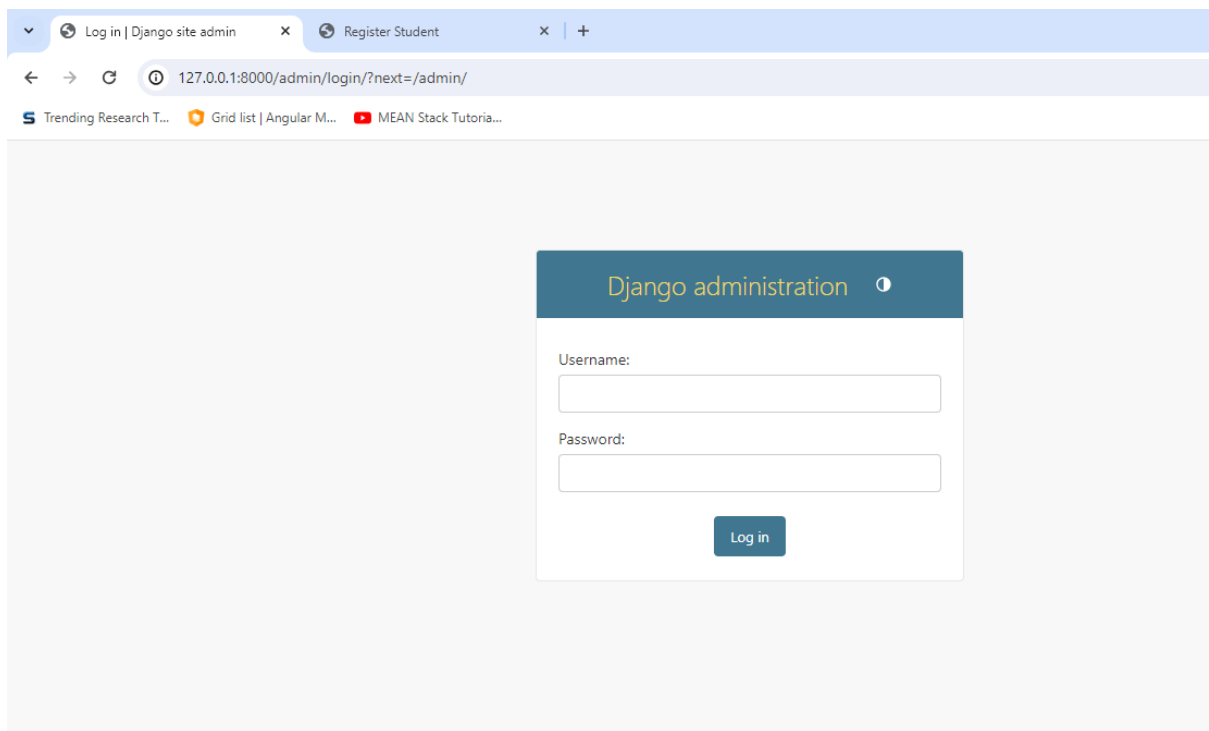 Log in | Django site admin
Register Student
127.0.0.1:8000/admin/login/?next=/admin/
Trending Research T...
Grid list | Angular M...
MEAN Stack Tutoria...
Django administration
Username:
Password:
Log in